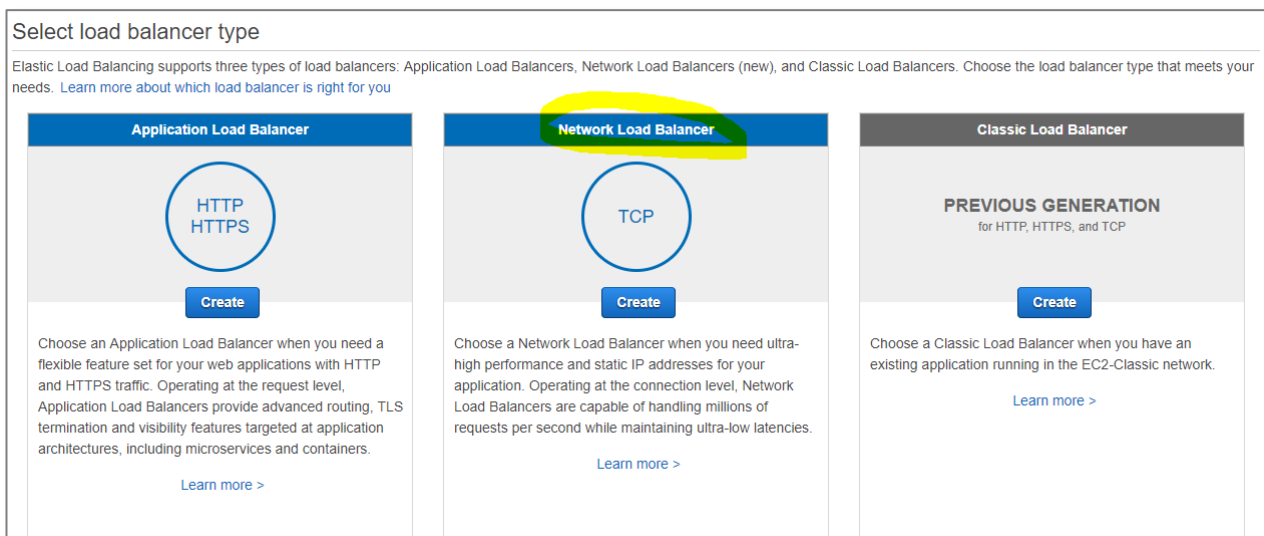 Select load balancer type
Elastic Load Balancing supports three types of load balancers: Application Load Balancers, Network Load Balancers (new), and Classic Load Balancers. Choose the load balancer type that meets your
needs. Learn more about which load balancer is right for you
Application Load Balancer
HTTP
HTTPS
Create
Choose an Application Load Balancer when you need a
flexible feature set for your web applications with HTTP
and HTTPS traffic. Operating at the request level,
Application Load Balancers provide advanced routing, TLS
termination and visibility features targeted at application
architectures, including microservices and containers.
Learn more >
Network Load Balancer
TCP
Create
Choose a Network Load Balancer when you need ultra-
high performance and static IP addresses for your
application. Operating at the connection level, Network
Load Balancers are capable of handling millions of
requests per second while maintaining ultra-low latencies.
Learn more >
Classic Load Balancer
PREVIOUS GENERATION
for HTTP, HTTPS, and TCP
Create
Choose a Classic Load Balancer when you have an
existing application running in the EC2-Classic network.
Learn more >